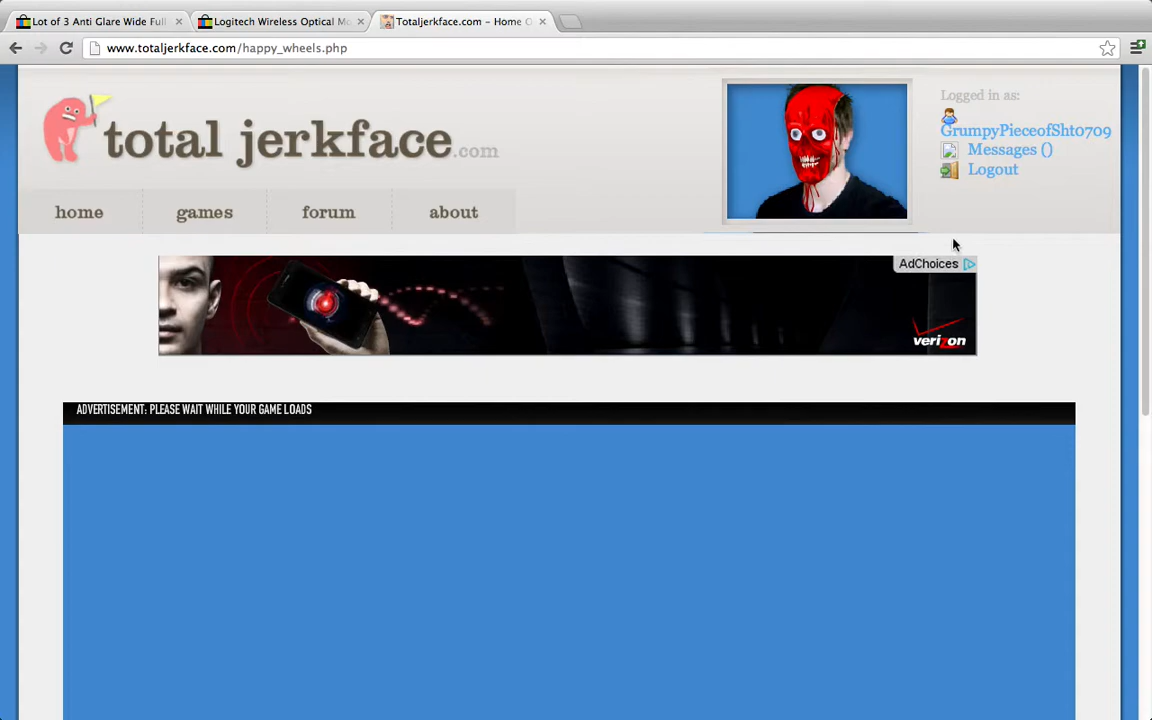 Lot of 3 Anti Glare Wide Full
Logitech Wireless Optical Mo
Totaljerkface.com - Home O
www.totaljerkface.com/happy_wheels.php
total jerkface.com
Logged in as:
GrumpyPieceofSht0709
Messages ()
Logout
home games forum about
AdChoices
verizon
ADVERTISEMENT: PLEASE WAIT WHILE YOUR GAME LOADS